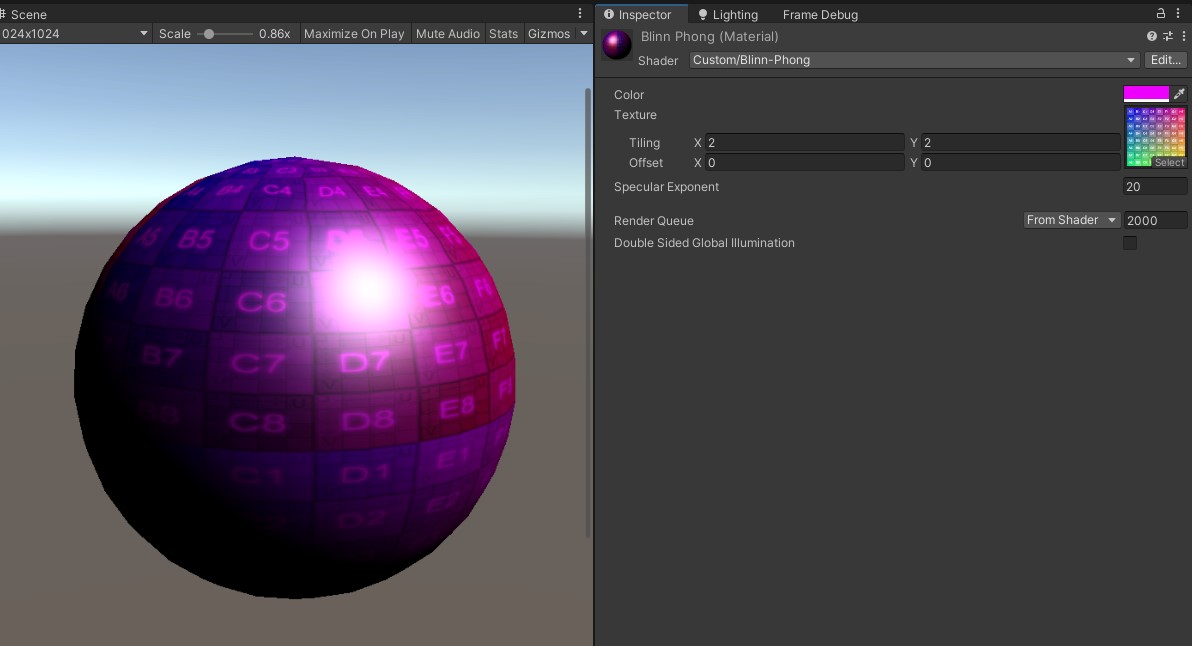 Scene
024x1024 Scale 0.86x Maximize On Play Mute Audio Stats Gizmos
Inspector Lighting Frame Debug
Blinn Phong (Material)
Shader Custom/Blinn-Phong Edit...
Color
Texture
Tiling X 2 Y 2
Offset X 0 Y 0
Select
Specular Exponent 20
Render Queue From Shader 2000
Double Sided Global Illumination
B4 C4 D4 E4
A5 B5 C5 E5 F5
A6 B6 C6 E6 F6
B7 C7 D7 E7
B8 C8 D8 E8
C1 D1 E1
D2 E2